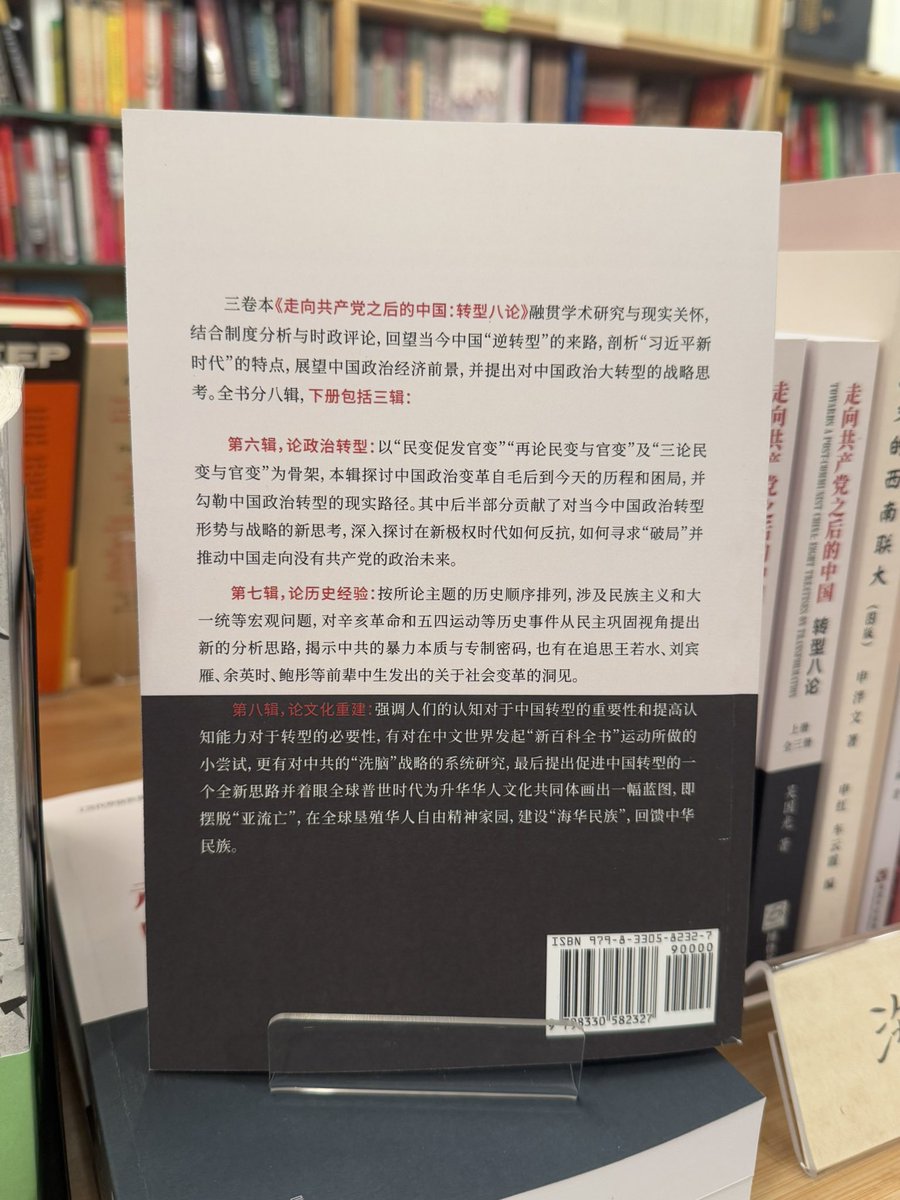 三卷本《走向共产党之后的中国：转型八论》融贯学术研究与现实关怀，
结合制度分析与时政评论，回望当今中国“逆转型”的来路，剖析“习近平新
时代”的特点，展望中国政治经济前景，并提出对中国政治大转型的战略思
考。全书分八辑，下册包括三辑：
第六辑，论政治转型：以“民变促发官变”“再论民变与官变”及“三论民
变与官变”为骨架，本辑探讨中国政治变革自毛后到今天的历程和困局，并
勾勒中国政治转型的现实路径。其中后半部分贡献了对当今中国政治转型
形势与战略的新思考，深入探讨在新极权时代如何反抗，如何寻求“破局”并
推动中国走向没有共产党的政治未来。
第七辑，论历史经验：按所论主题的历史顺序排列，涉及民族主义和大
一统等宏观问题，对辛亥革命和五四运动等历史事件从民主巩固视角提出
新的分析思路，揭示中共的暴力本质与专制密码，也有在追思王若水、刘宾
雁、余英时、鲍彤等前辈中生发出的关于社会变革的洞见。
第八辑，论文化重建：强调人们的认知对于中国转型的重要性和提高认
知能力对于转型的必要性，有对在中文世界发起“新百科全书”运动所做的
小尝试，更有对中共的“洗脑”战略的系统研究，最后提出促进中国转型的一
个全新思路并着眼全球普世时代为升华华人文化共同体画出一幅蓝图，即
摆脱“亚流亡”，在全球垦殖华人自由精神家园，建设“海华民族”，回馈中华
民族。
ISBN 979-8-3305-8232-7
90000
9 798330 582327
走向共产党之后的
走向共产党之后的中国
转型八论
上册
全三册
吴国光 著
的西南联大